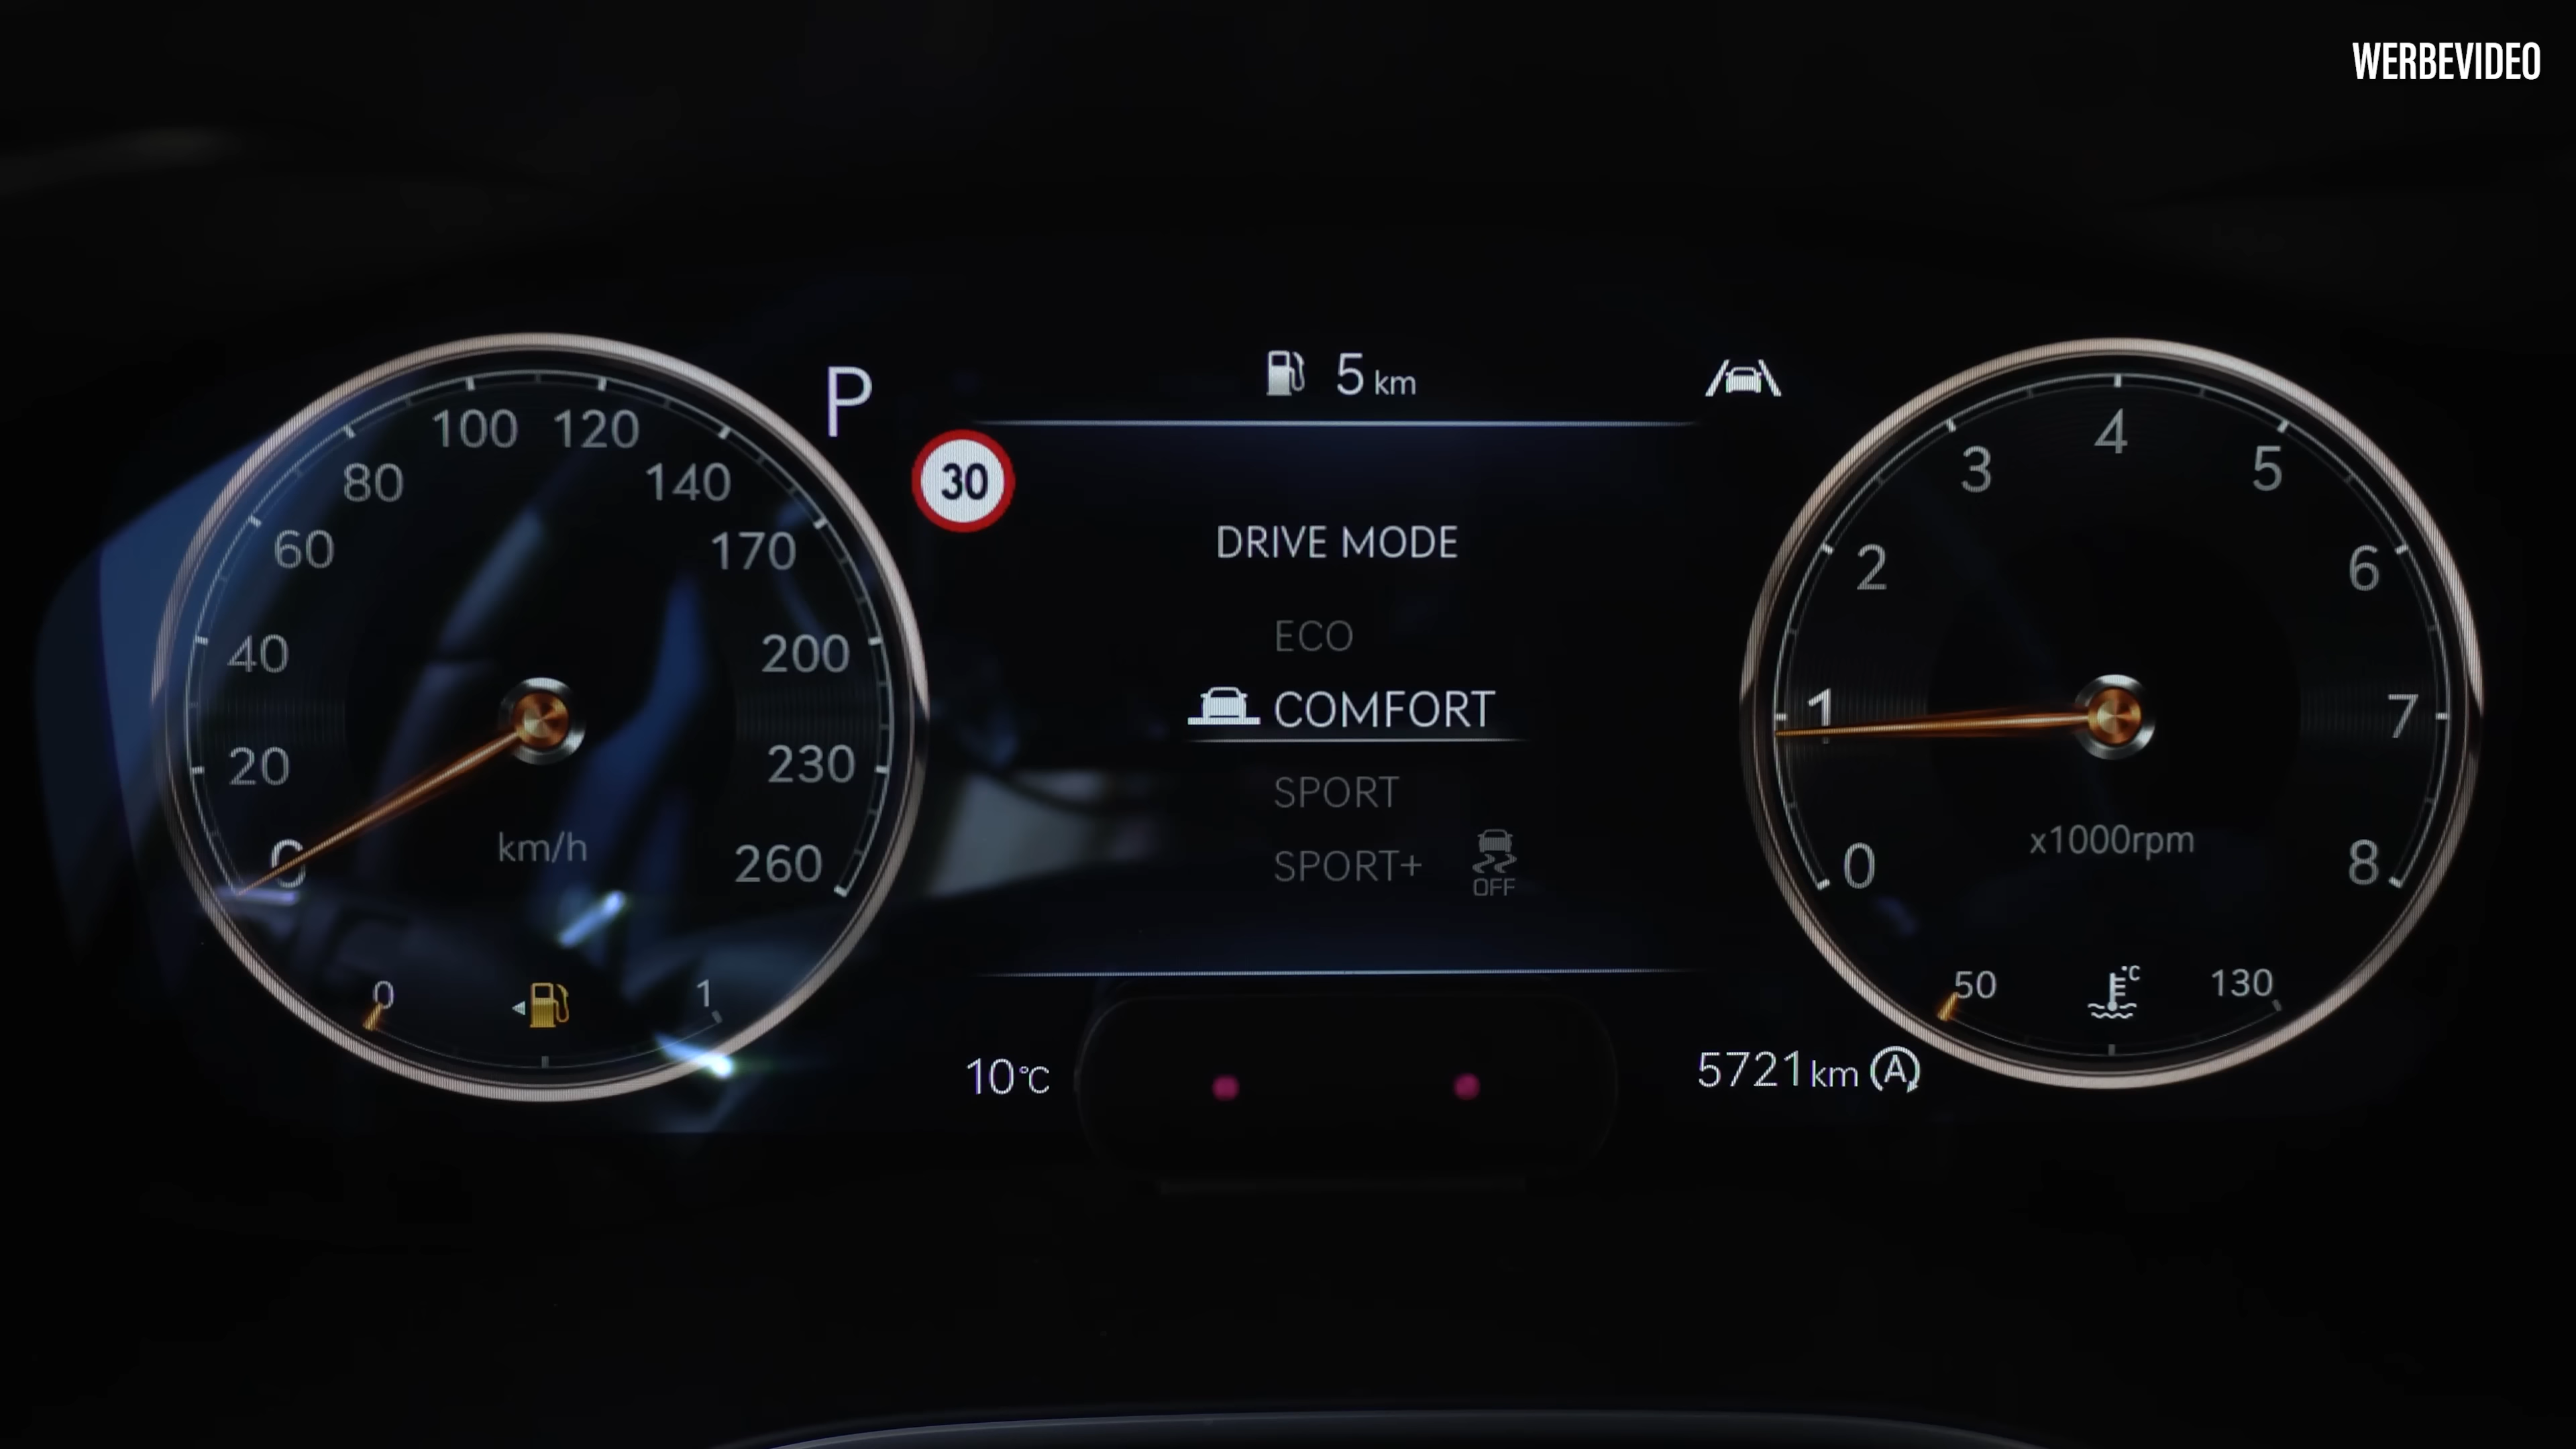 WERBEVIDEO
P
5 km
30
DRIVE MODE
ECO
COMFORT
SPORT
SPORT+
OFF
0
20
40
60
80
100
120
140
170
200
230
260
km/h
0
1
0
1
2
3
4
5
6
7
8
x1000rpm
50
°C
130
10°C
5721 km
A